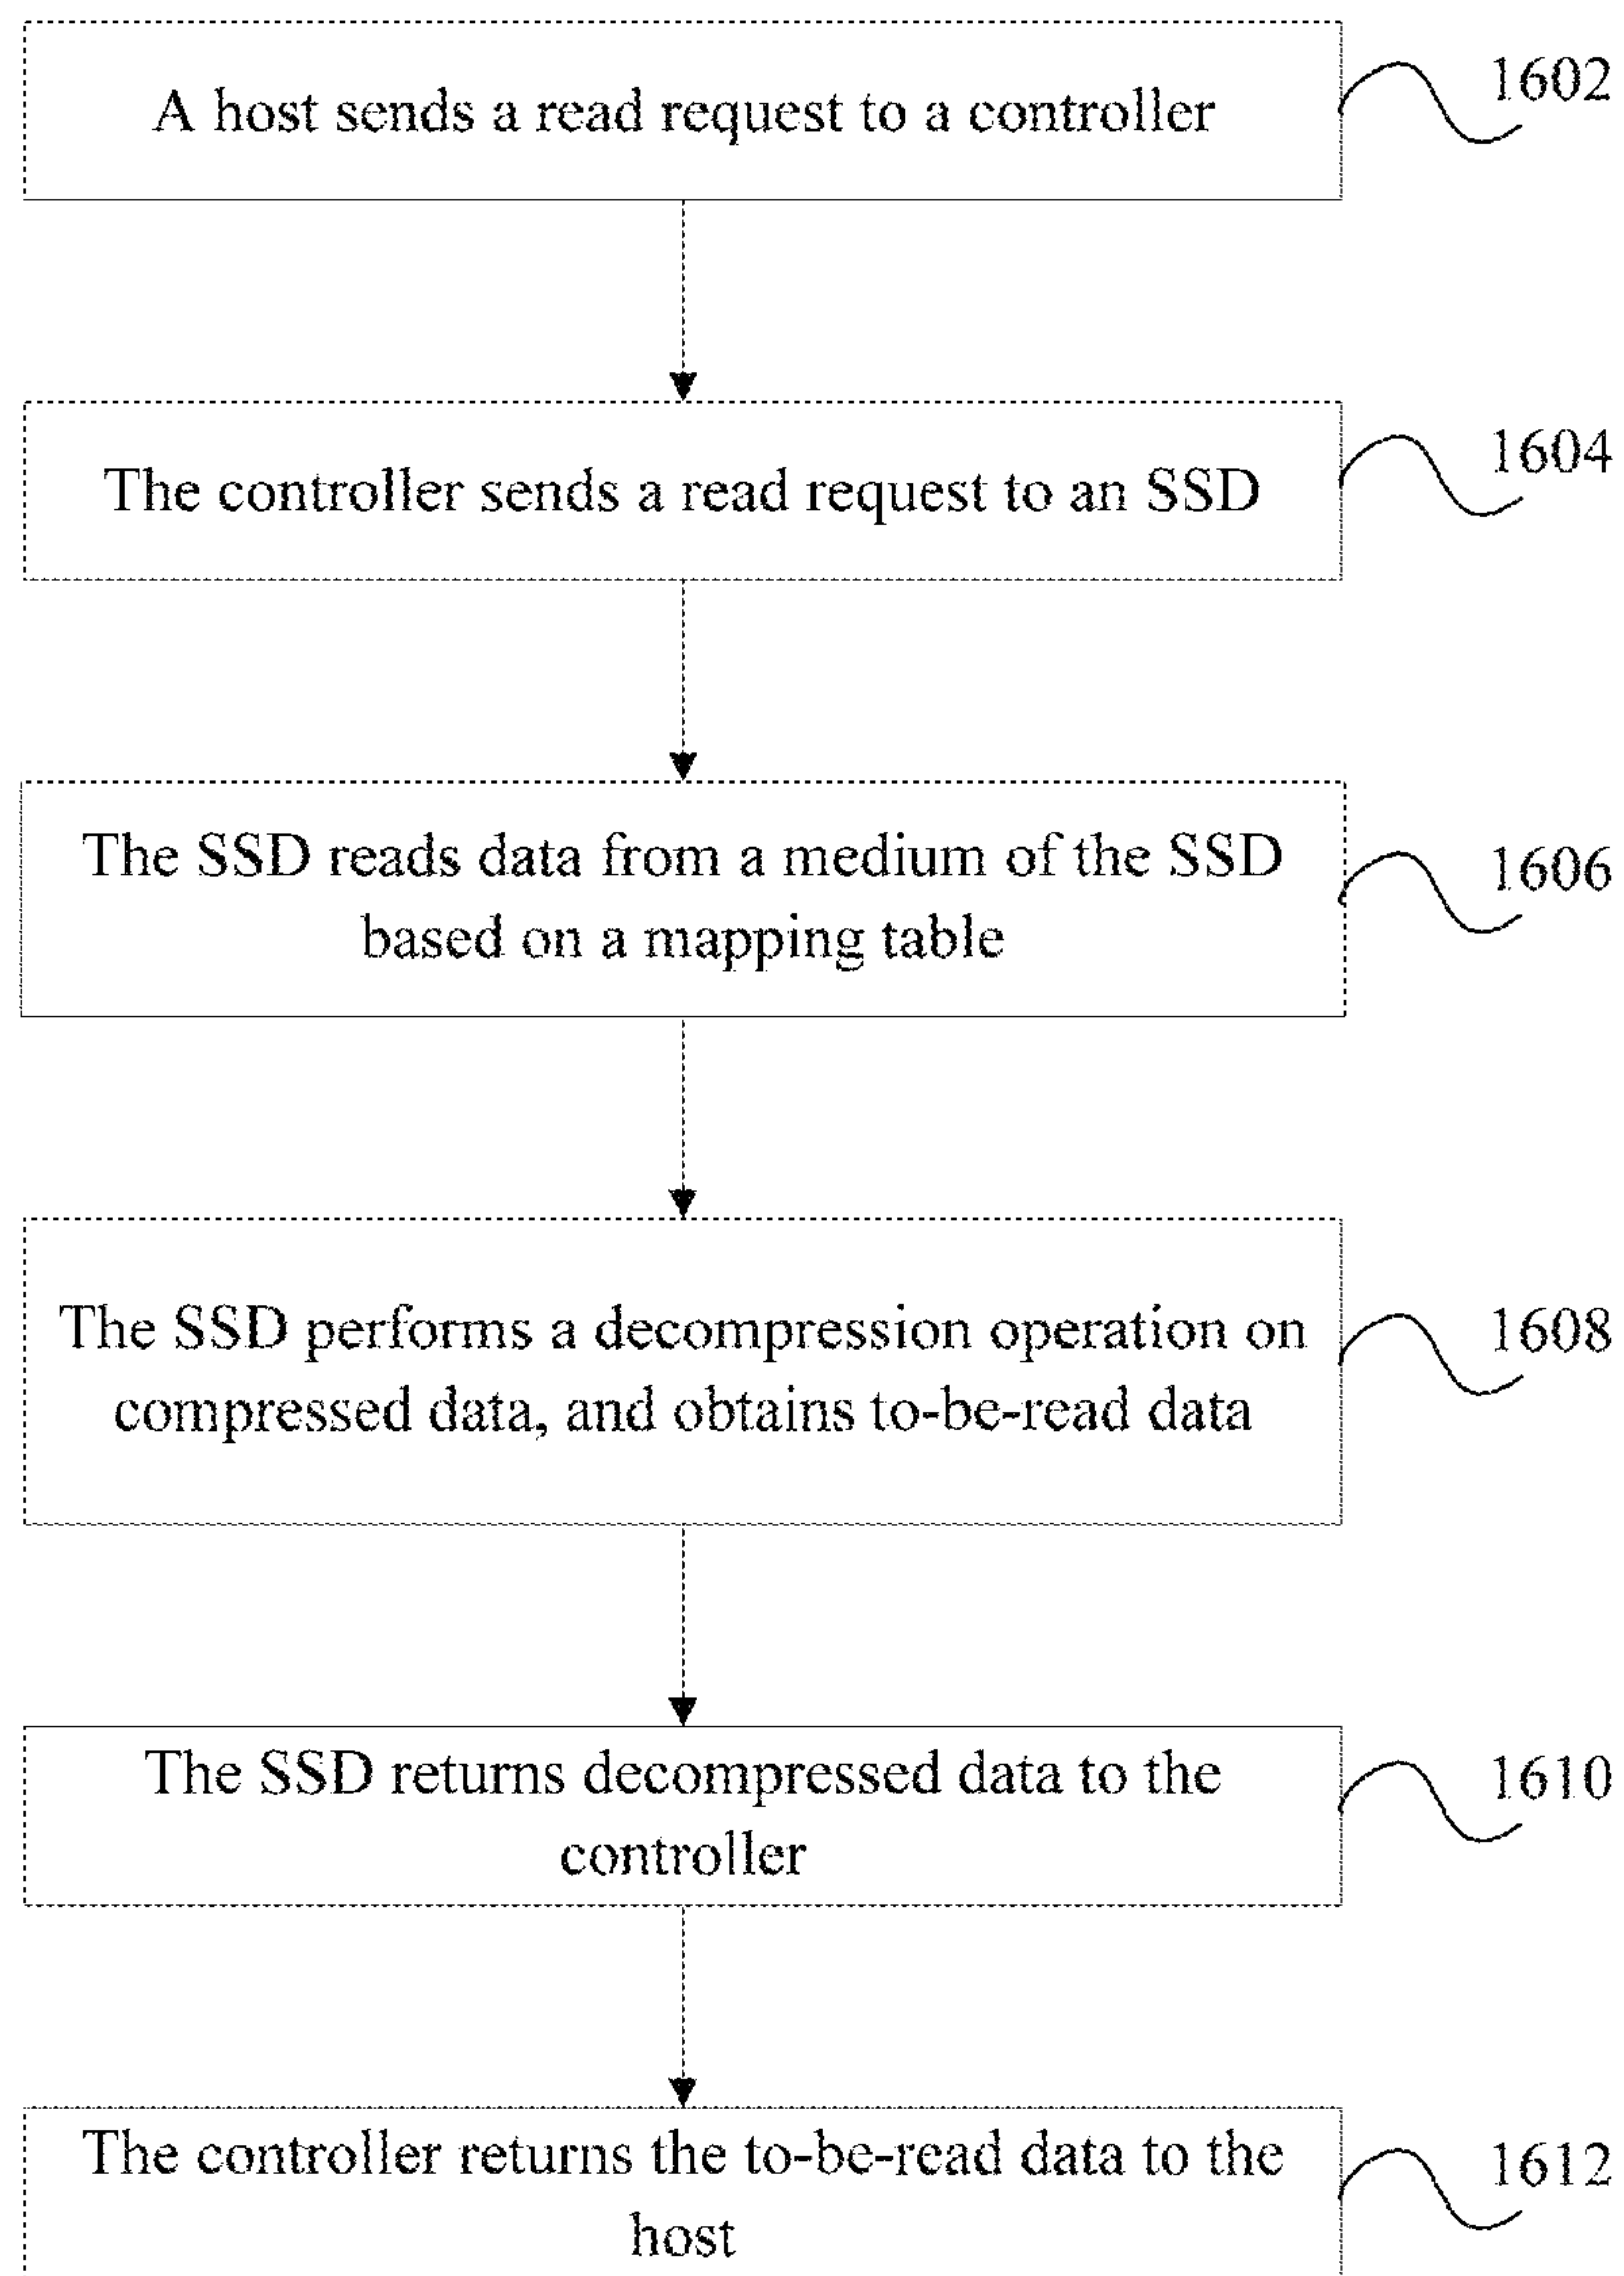 A host sends a read request to a controller
1602
The controller sends a read request to an SSD
1604
The SSD reads data from a medium of the SSD
based on a mapping table
1606
The SSD performs a decompression operation on
compressed data, and obtains to-be-read data
1608
The SSD returns decompressed data to the
controller
1610
The controller returns the to-be-read data to the
host
1612